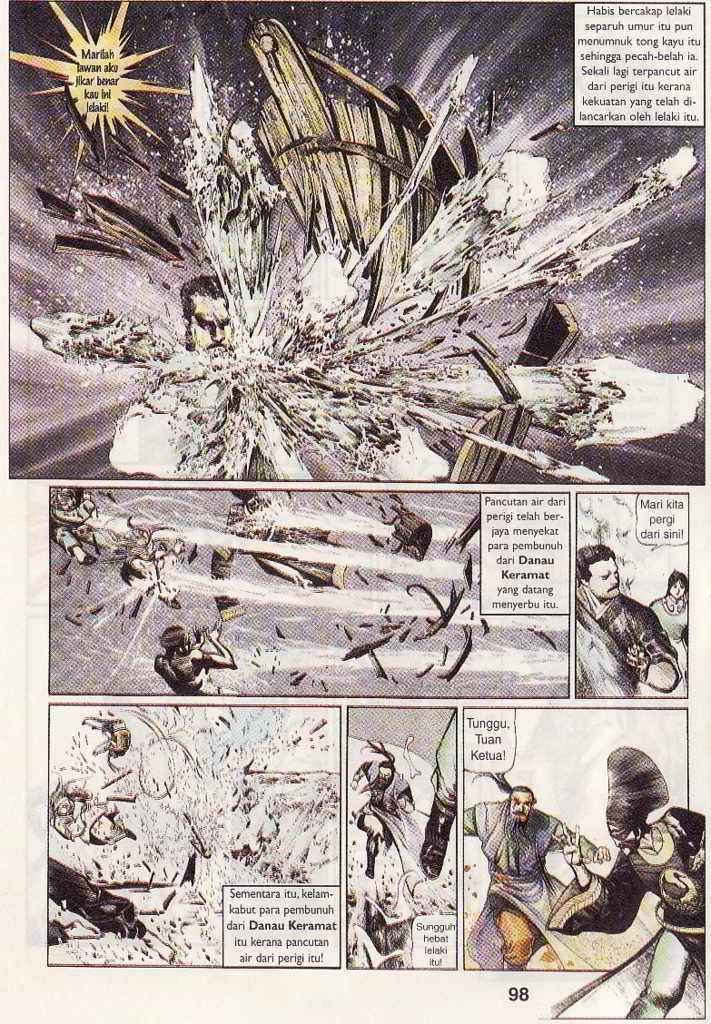 Marilah
lawan aku
jikar benar
kau ini
lelaki!
Habis bercakap lelaki
separuh umur itu pun
menumnuk tong kayu itu
sehingga pecah-belah ia.
Sekali lagi terpancut air
dari perigi itu kerana
kekuatan yang telah di-
lancarkan oleh lelaki itu.
Pancutan air dari
perigi telah ber-
jaya menyekat
para pembunuh
dari Danau
Keramat
yang datang
menyerbu itu.
Mari kita
pergi
dari sini!
Sementara itu, kelam-
kabut para pembunuh
dari Danau Keramat
itu kerana pancutan
air dari perigi itu!
Sungguh
hebat
lelaki
itu!
Tunggu,
Tuan
Ketua!
98